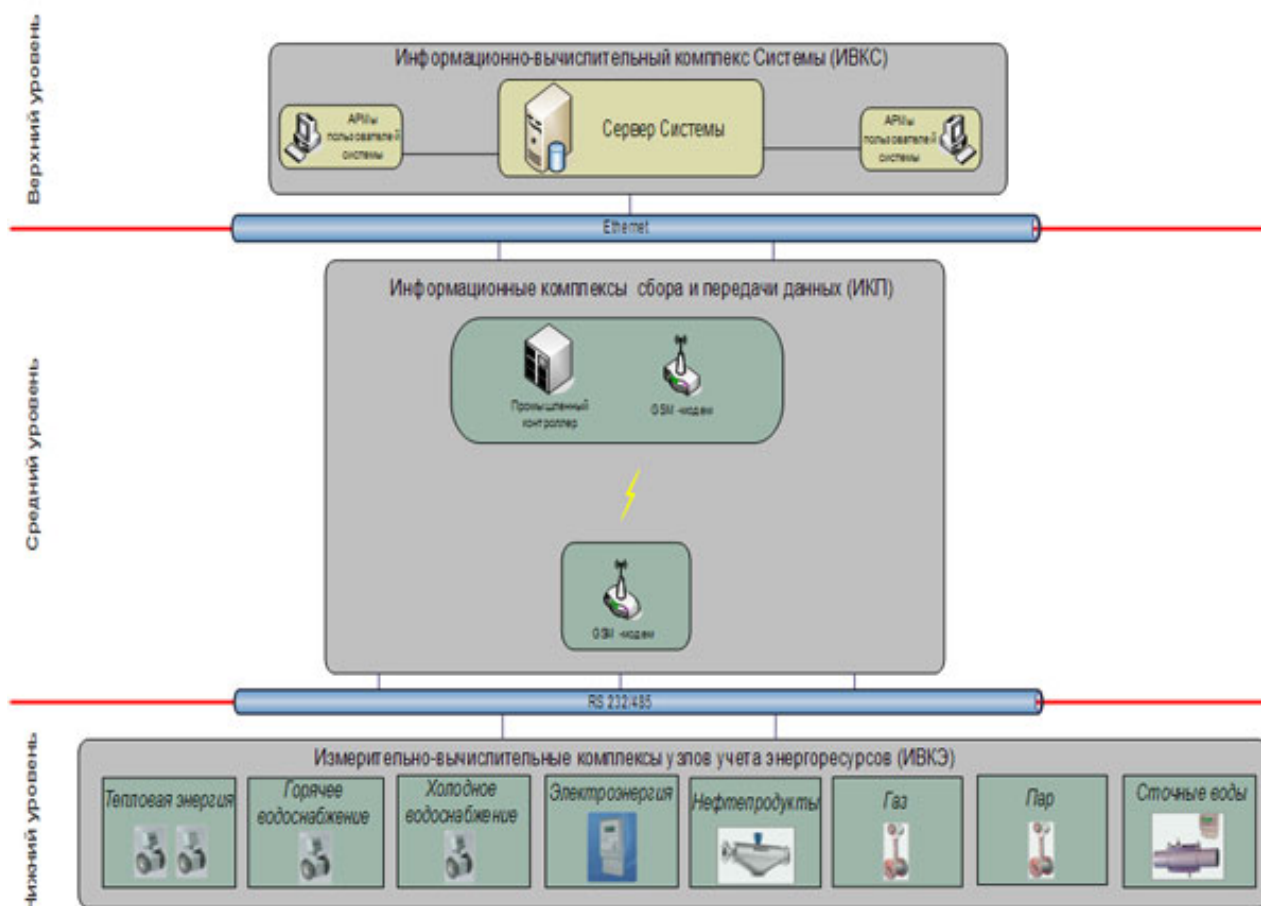 Верхний уровень
Информационно-вычислительный комплекс Системы (ИВКС)
АРМы
пользователей
системы
Сервер Системы
АРМы
пользователей
системы
Ethernet
Средний уровень
Информационные комплексы сбора и передачи данных (ИКП)
Промышленный
контроллер
GSM -модем
GSM -модем
RS 232/485
Нижний уровень
Измерительно-вычислительные комплексы узлов учета энергоресурсов (ИВКЭ)
Тепловая энергия
Горячее
водоснабжение
Холодное
водоснабжение
Электроэнергия
Нефтепродукты
Газ
Пар
Сточные воды